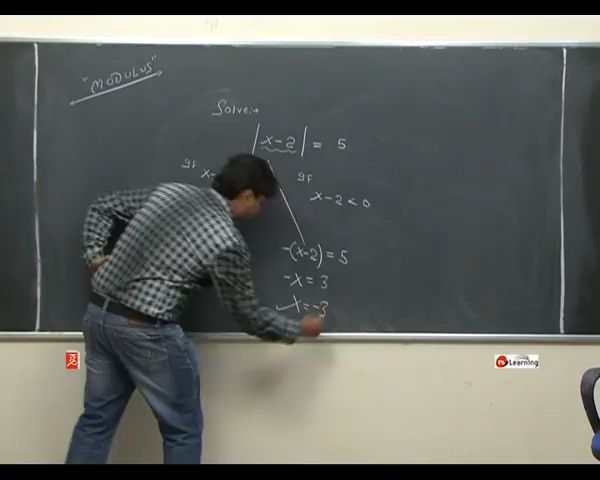 "MODULUS"
Solve:→
|x-2| = 5
If x-
If
x-2 < 0
-(x-2) = 5
-x = 3
✓x = -3
Learning